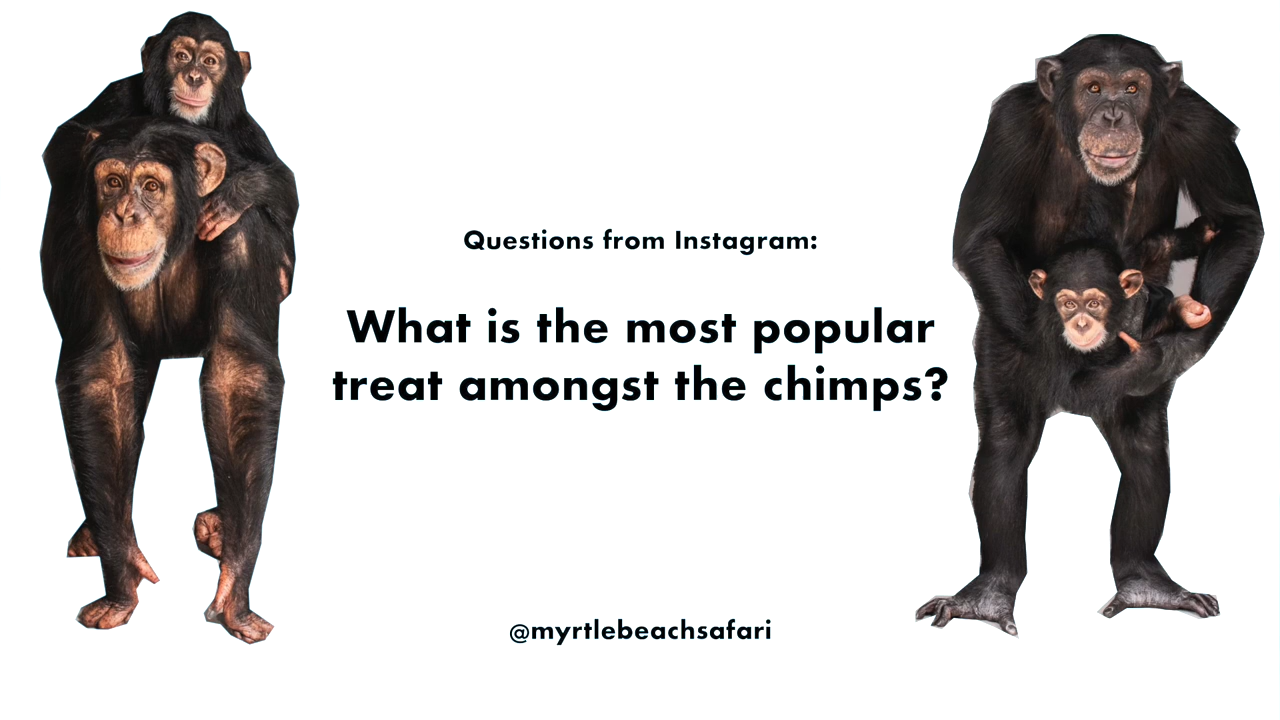 Questions from Instagram:
What is the most popular
treat amongst the chimps?
@myrtlebeachsafari